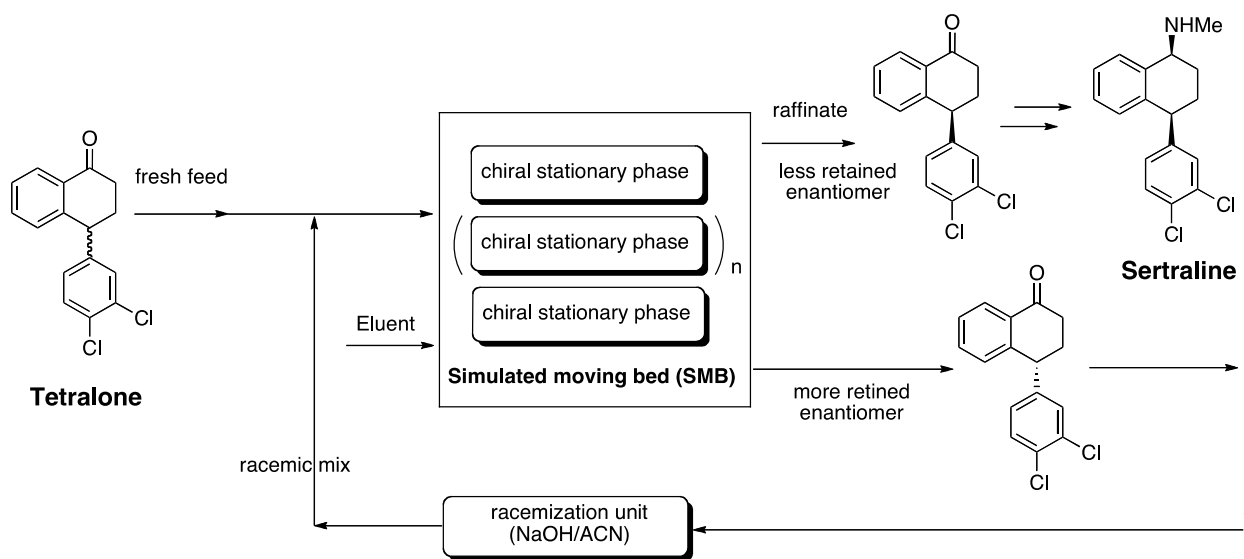 O
Cl
Cl
Tetralone
fresh feed
racemic mix
Eluent
chiral stationary phase
( chiral stationary phase ) n
chiral stationary phase
Simulated moving bed (SMB)
raffinate
less retained
enantiomer
O
Cl
Cl
NHMe
Cl
Cl
Sertraline
more retined
enantiomer
O
Cl
Cl
racemization unit
(NaOH/ACN)